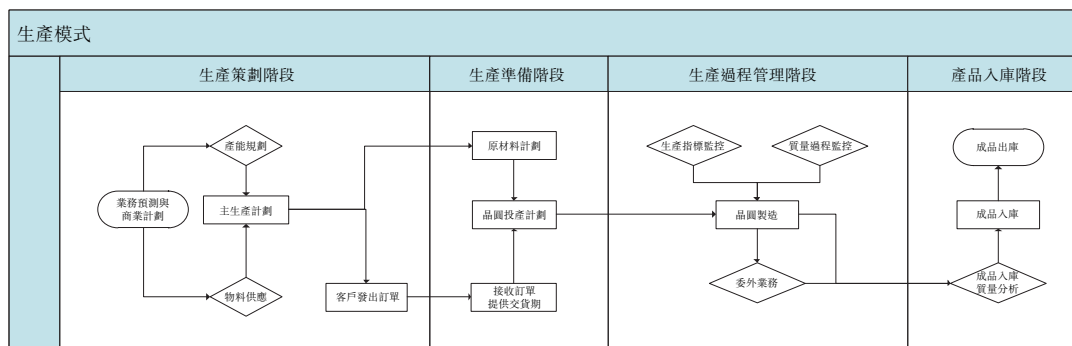 生產模式
生產策劃階段
生產準備階段
生產過程管理階段
產品入庫階段
產能規劃
業務預測與
商業計劃
主生產計劃
物料供應
客戶發出訂單
原材料計劃
晶圓投產計劃
接收訂單
提供交貨期
生產指標監控
質量過程監控
晶圓製造
委外業務
成品出庫
成品入庫
成品入庫
質量分析